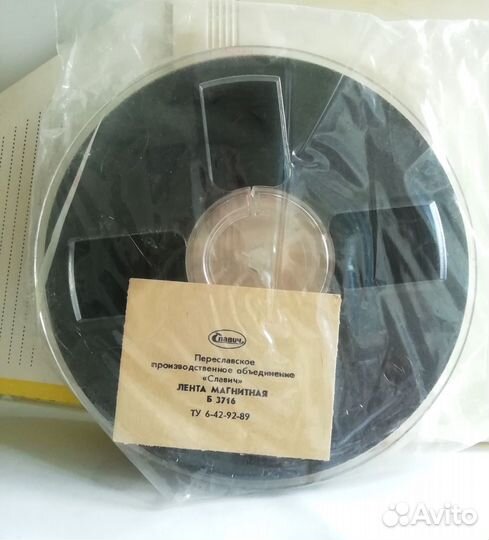 Славич
Переславское
производственное объединение
«Славич»
ЛЕНТА МАГНИТНАЯ
Б 3716
ТУ 6-42-92-89
Avito